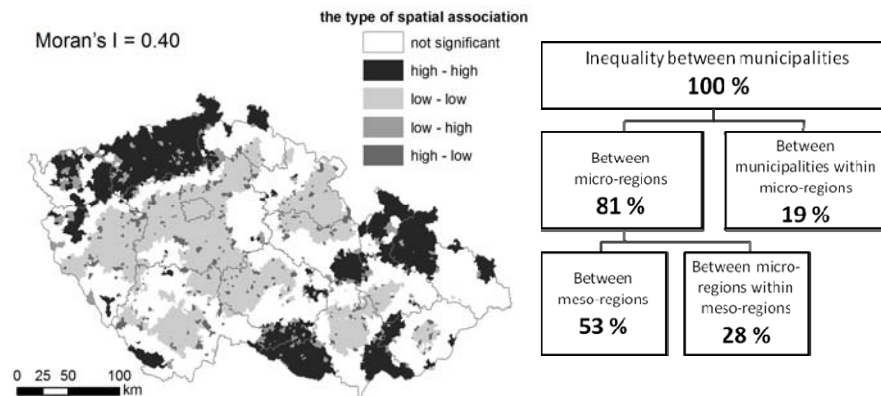 the type of spatial association
Moran's I = 0.40
not significant
high - high
low - low
low - high
high - low
0 25 50 100
km
Inequality between municipalities
100 %
Between
micro-regions
81 %
Between
municipalities within
micro-regions
19 %
Between
meso-regions
53 %
Between micro-
regions within
meso-regions
28 %